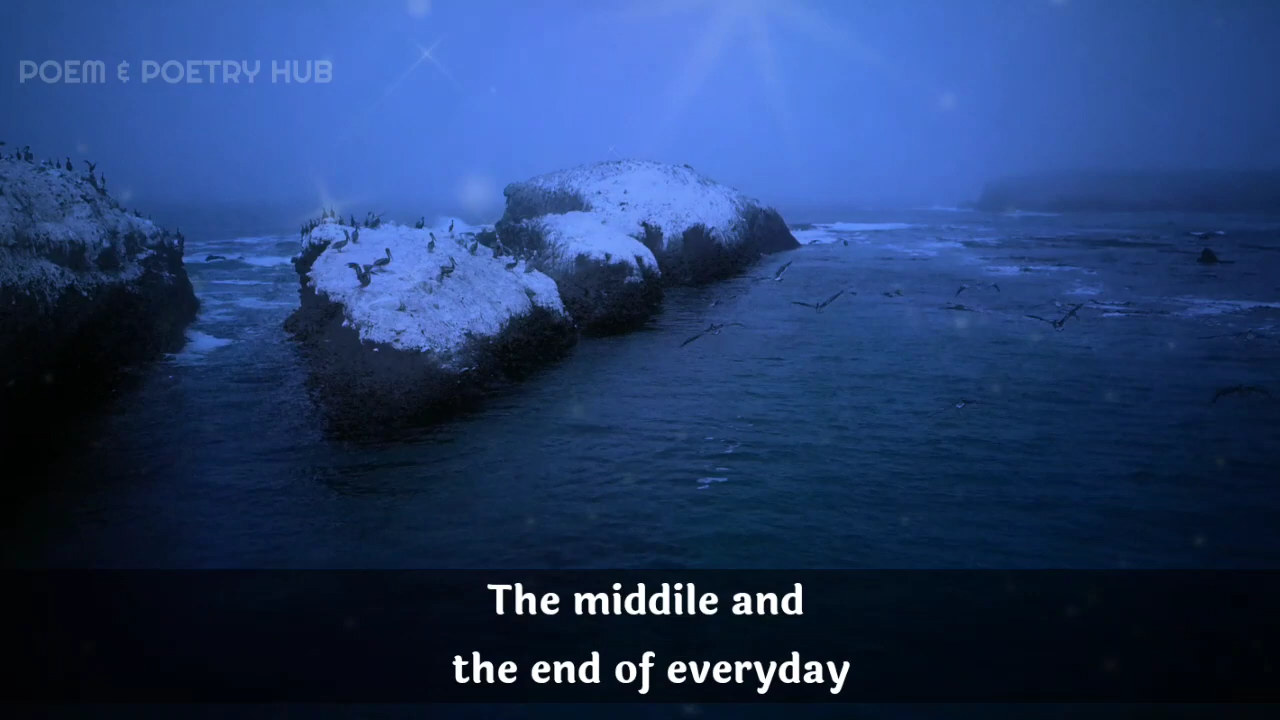 POEM & POETRY HUB
The middile and
the end of everyday